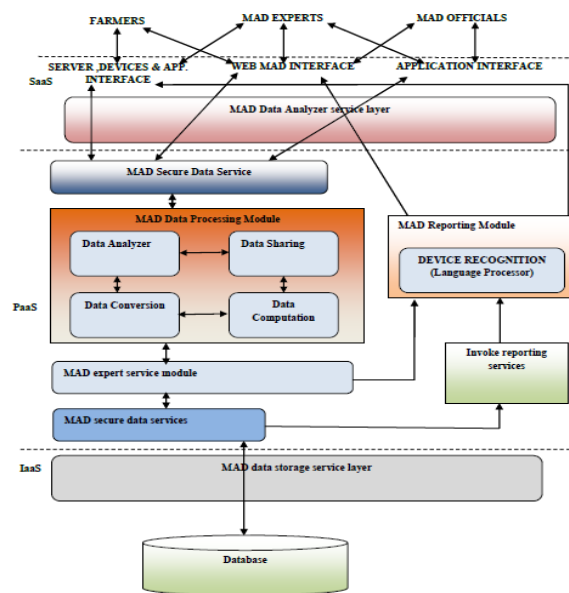 FARMERS
MAD EXPERTS
MAD OFFICIALS
SERVER ,DEVICES & APP.
INTERFACE
WEB MAD INTERFACE
APPLICATION INTERFACE
SaaS
MAD Data Analyzer service layer
MAD Secure Data Service
MAD Data Processing Module
Data Analyzer
Data Sharing
Data Conversion
Data
Computation
MAD Reporting Module
DEVICE RECOGNITION
(Language Processor)
PaaS
MAD expert service module
Invoke reporting
services
MAD secure data services
IaaS
MAD data storage service layer
Database